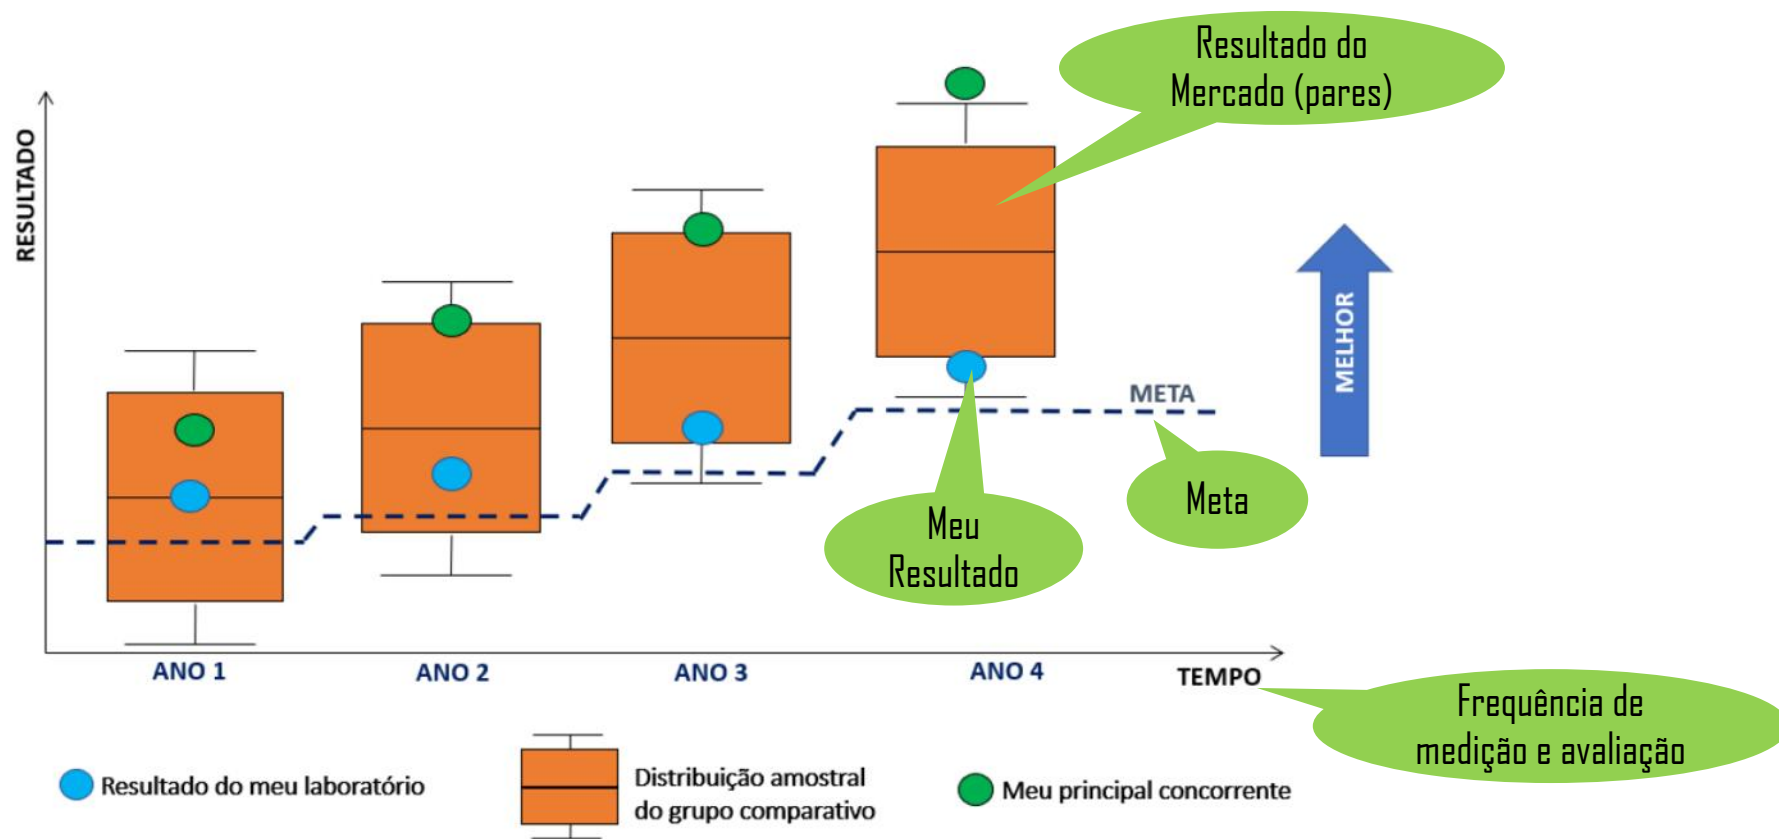 Resultado do
Mercado (pares)
RESULTADO
MELHOR
META
Meta
Meu
Resultado
ANO 1
ANO 2
ANO 3
ANO 4
TEMPO
Frequência de
medição e avaliação
Resultado do meu laboratório
Distribuição amostral
do grupo comparativo
Meu principal concorrente